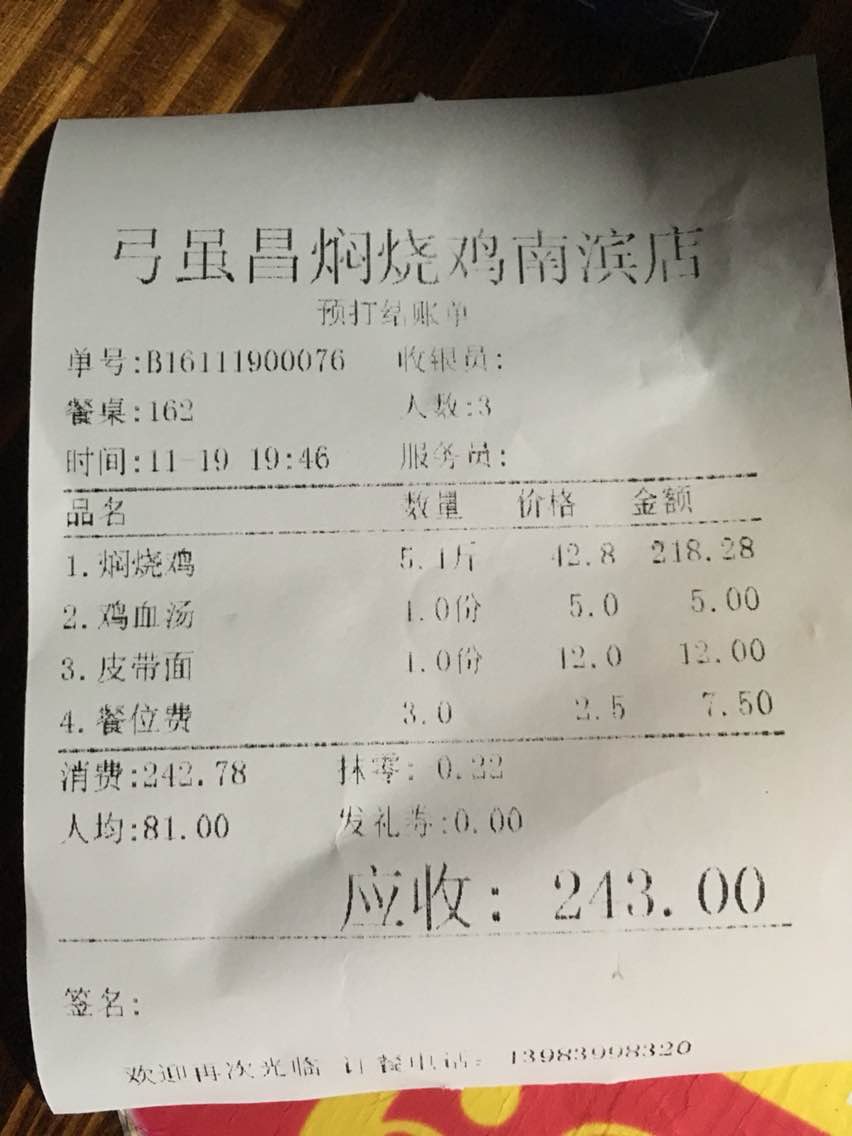 弓虽昌焖烧鸡南滨店
预打结账单
单号:B16111900076 收银员:
餐桌:162 人数:3
时间:11-19 19:46 服务员:
品名 数量 价格 金额
1.焖烧鸡 5.1斤 42.8 218.28
2.鸡血汤 1.0份 5.0 5.00
3.皮带面 1.0份 12.0 12.00
4.餐位费 3.0 2.5 7.50
消费:242.78 抹零: 0.22
人均:81.00 发礼券:0.00
应收: 243.00
签名:
欢迎再次光临 订餐电话: 13983998320